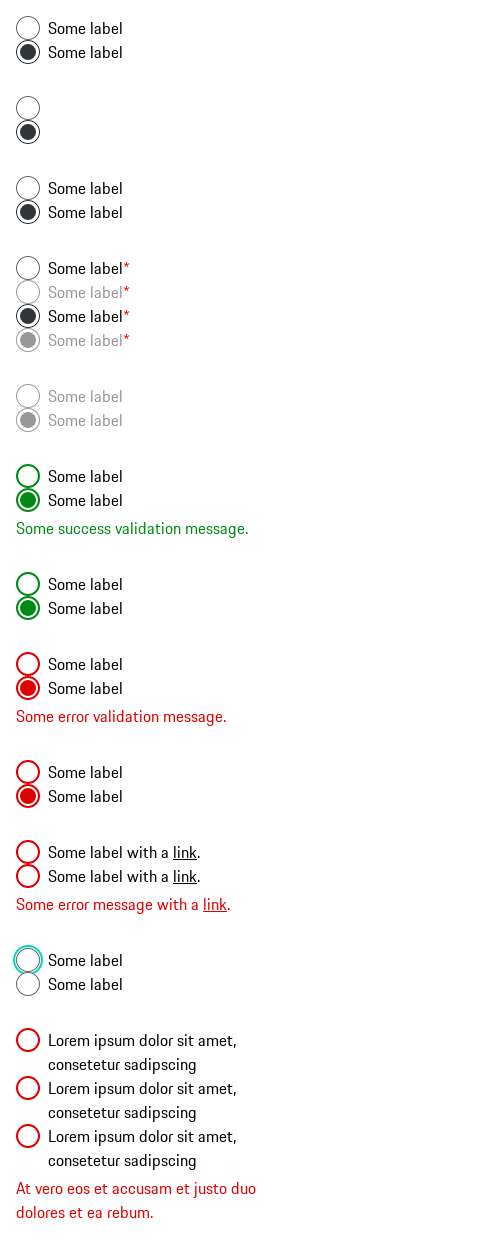 Some label
Some label
Some label
Some label
Some label*
Some label*
Some label*
Some label*
Some label
Some label
Some label
Some label
Some success validation message.
Some label
Some label
Some label
Some label
Some error validation message.
Some label
Some label
Some label with a link.
Some label with a link.
Some error message with a link.
Some label
Some label
Lorem ipsum dolor sit amet,
consetetur sadipscing
Lorem ipsum dolor sit amet,
consetetur sadipscing
Lorem ipsum dolor sit amet,
consetetur sadipscing
At vero eos et accusam et justo duo
dolores et ea rebum.